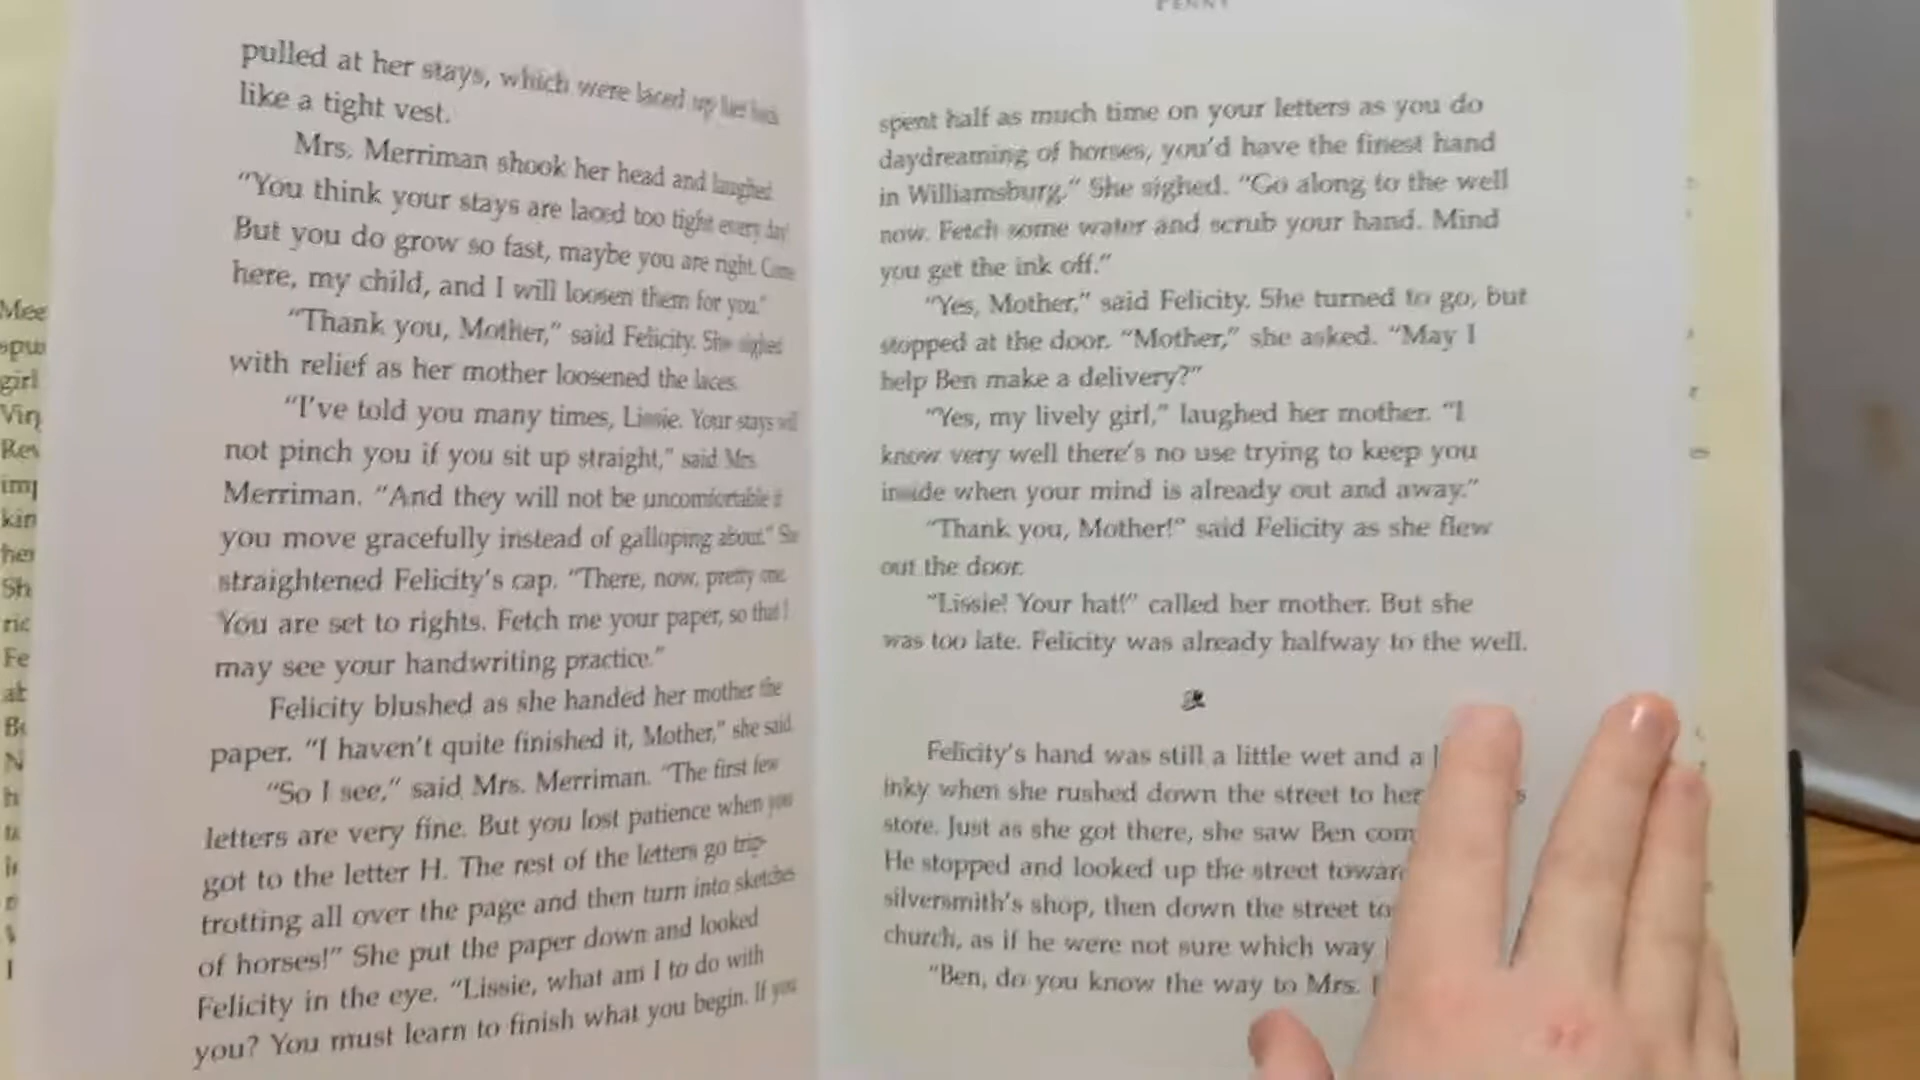 pulled at her stays, which were laced up her back
like a tight vest.
Mrs. Merriman shook her head and laughed.
"You think your stays are laced too tight every day!
But you do grow so fast, maybe you are right. Come
here, my child, and I will loosen them for you."
"Thank you, Mother," said Felicity. She sighed
with relief as her mother loosened the laces.
"I've told you many times, Lissie. Your stays will
not pinch you if you sit up straight," said Mrs.
Merriman. "And they will not be uncomfortable if
you move gracefully instead of galloping about." She
straightened Felicity's cap. "There, now, pretty one.
You are set to rights. Fetch me your paper, so that I
may see your handwriting practice."
Felicity blushed as she handed her mother the
paper. "I haven't quite finished it, Mother," she said.
"So I see," said Mrs. Merriman. "The first few
letters are very fine. But you lost patience when you
got to the letter H. The rest of the letters go trip-
trotting all over the page and then turn into sketches
of horses!" She put the paper down and looked
Felicity in the eye. "Lissie, what am I to do with
you? You must learn to finish what you begin. If you
PENNY
spent half as much time on your letters as you do
daydreaming of horses, you'd have the finest hand
in Williamsburg." She sighed. "Go along to the well
now. Fetch some water and scrub your hand. Mind
you get the ink off."
"Yes, Mother," said Felicity. She turned to go, but
stopped at the door. "Mother," she asked. "May I
help Ben make a delivery?"
"Yes, my lively girl," laughed her mother. "I
know very well there's no use trying to keep you
inside when your mind is already out and away."
"Thank you, Mother!" said Felicity as she flew
out the door.
"Lissie! Your hat!" called her mother. But she
was too late. Felicity was already halfway to the well.
Felicity's hand was still a little wet and a
inky when she rushed down the street to her
store. Just as she got there, she saw Ben com
He stopped and looked up the street towar
silversmith's shop, then down the street to
church, as if he were not sure which way
"Ben, do you know the way to Mrs.